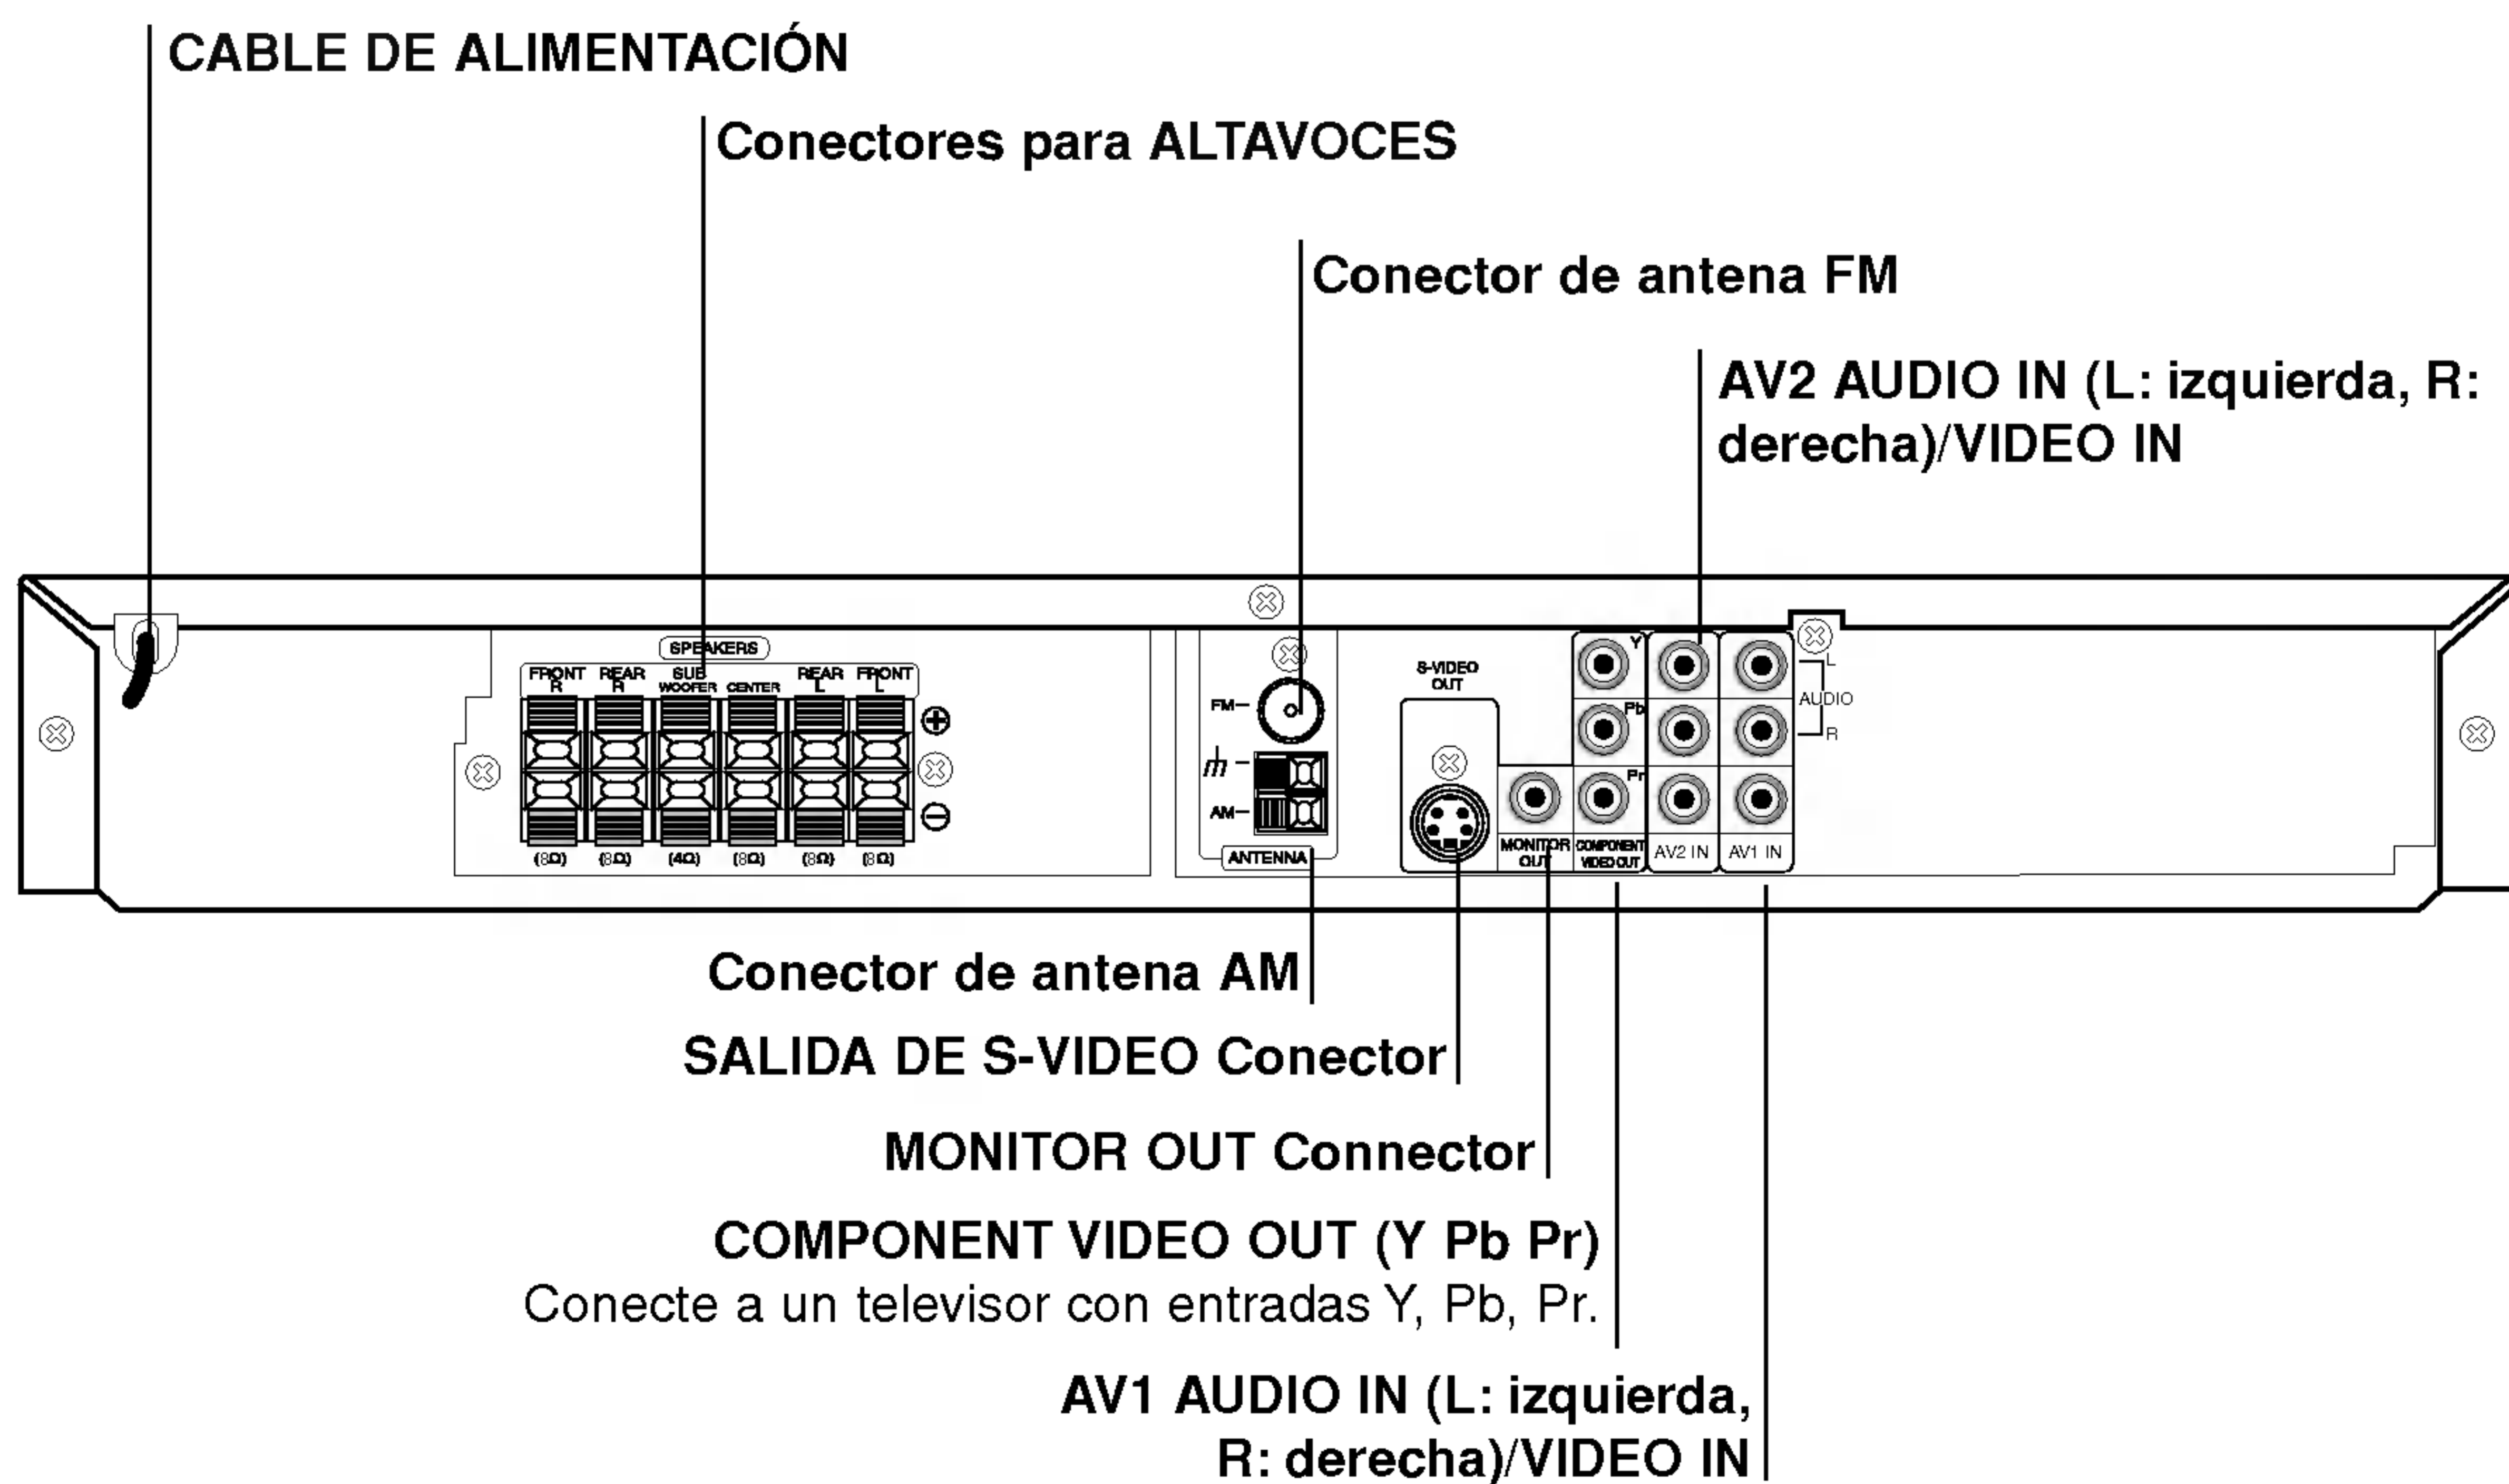 CABLE DE ALIMENTACIÓN
Conectores para ALTAVOCES
Conector de antena FM
AV2 AUDIO IN (L: izquierda, R:
derecha)/VIDEO IN
SPEAKERS
FRONT R
REAR R
SUB WOOFER
CENTER
REAR L
FRONT L
(8Ω) (8Ω) (4Ω) (8Ω) (8Ω) (8Ω)
FM
AM
ANTENNA
S-VIDEO
OUT
MONITOR
OUT
Y
Pb
Pr
COMPONENT
VIDEO OUT
AV2 IN
AV1 IN
L
AUDIO
R
Conector de antena AM
SALIDA DE S-VIDEO Conector
MONITOR OUT Connector
COMPONENT VIDEO OUT (Y Pb Pr)
Conecte a un televisor con entradas Y, Pb, Pr.
AV1 AUDIO IN (L: izquierda,
R: derecha)/VIDEO IN